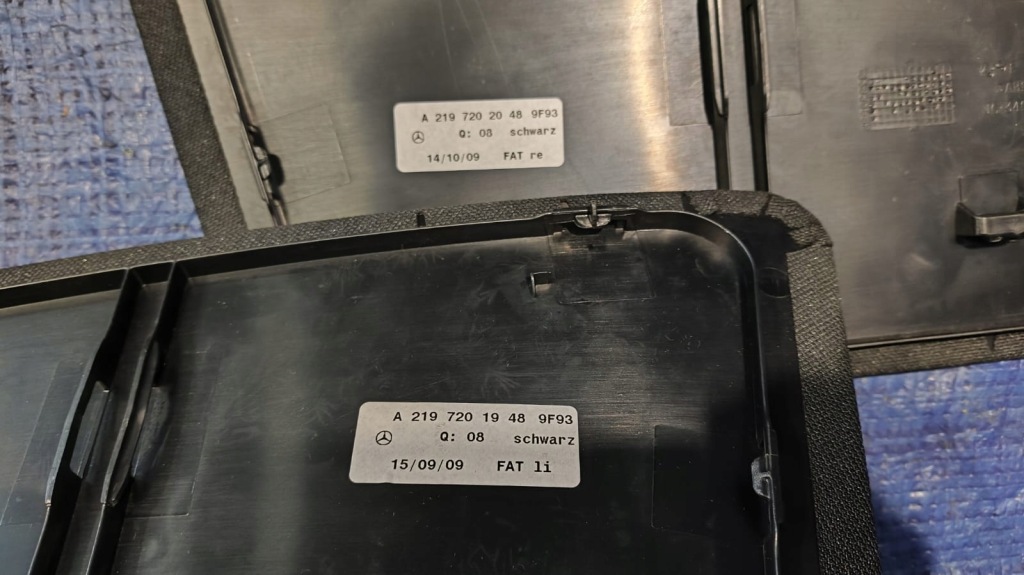 A 219 720 20 48 9F93
Q: 08 schwarz
14/10/09 FAT re
A 219 720 19 48 9F93
Q: 08 schwarz
15/09/09 FAT li